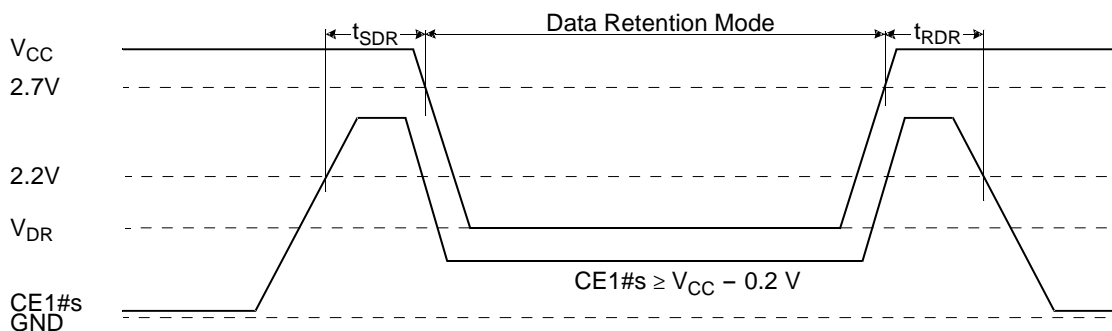 Data Retention Mode
tSDR
tRDR
VCC
2.7V
2.2V
VDR
CE1#s ≥ VCC − 0.2 V
CE1#s
GND